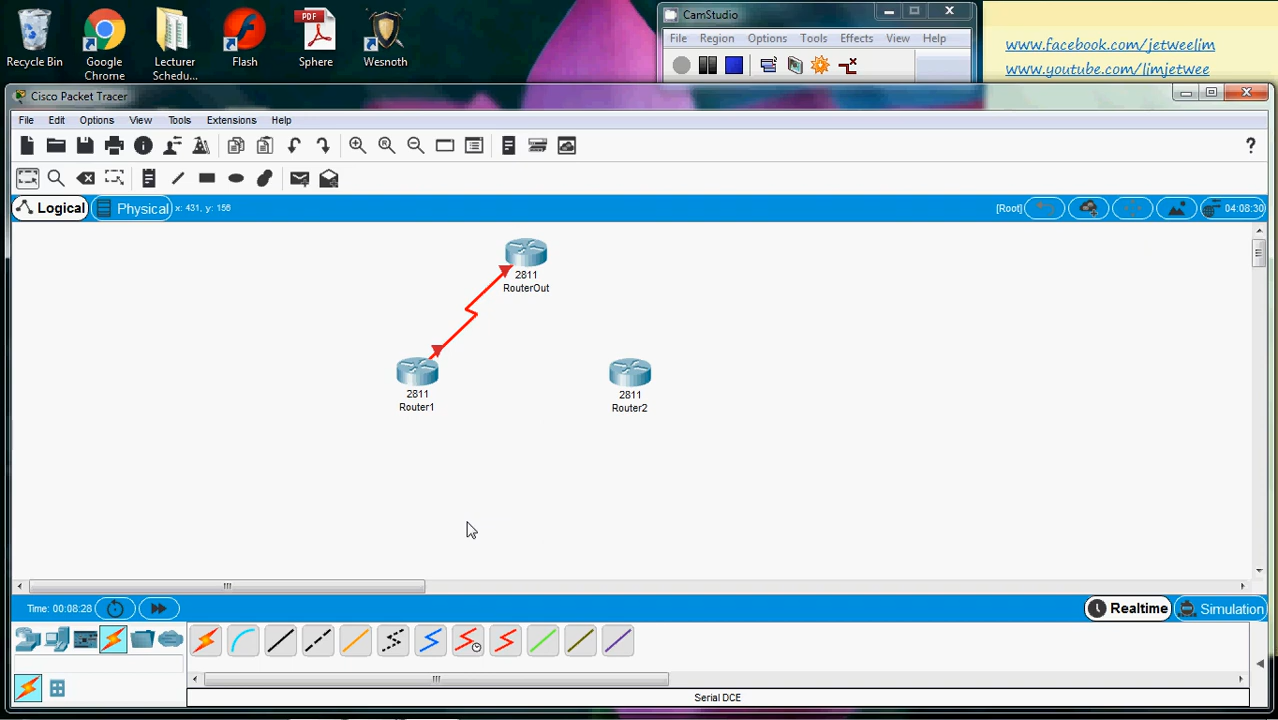 PDF
Recycle Bin
Google
Chrome
Lecturer
Schedu...
Flash
Sphere
Wesnoth
CamStudio
File Region Options Tools Effects View Help
www.facebook.com/jetweelim
www.youtube.com/limjetwee
Cisco Packet Tracer
File Edit Options View Tools Extensions Help
Logical Physical x: 431, y: 156 [Root] 04:08:30
2811
RouterOut
2811
Router1
2811
Router2
Time: 00:08:28 Realtime Simulation
Serial DCE